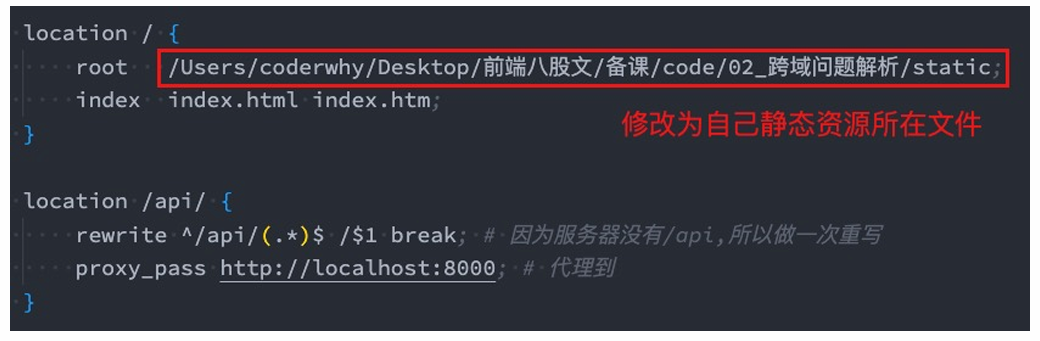 location / {
root /Users/coderwhy/Desktop/前端八股文/备课/code/02_跨域问题解析/static;
index index.html index.htm;
修改为自己静态资源所在文件
}
location /api/ {
rewrite ^/api/(.*)$ /$1 break; # 因为服务器没有/api,所以做一次重写
proxy_pass http://localhost:8000; # 代理到
}